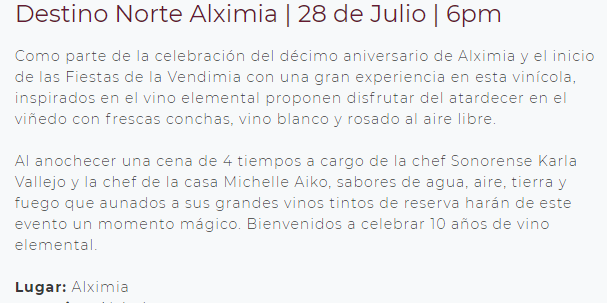 Destino Norte Alximia | 28 de Julio | 6pm
Como parte de la celebración del décimo aniversario de Alximia y el inicio
de las Fiestas de la Vendimia con una gran experiencia en esta vinícola,
inspirados en el vino elemental proponen disfrutar del atardecer en el
viñedo con frescas conchas, vino blanco y rosado al aire libre.
Al anochecer una cena de 4 tiempos a cargo de la chef Sonorense Karla
Vallejo y la chef de la casa Michelle Aiko, sabores de agua, aire, tierra y
fuego que aunados a sus grandes vinos tintos de reserva harán de este
evento un momento mágico. Bienvenidos a celebrar 10 años de vino
elemental.
Lugar: Alximia